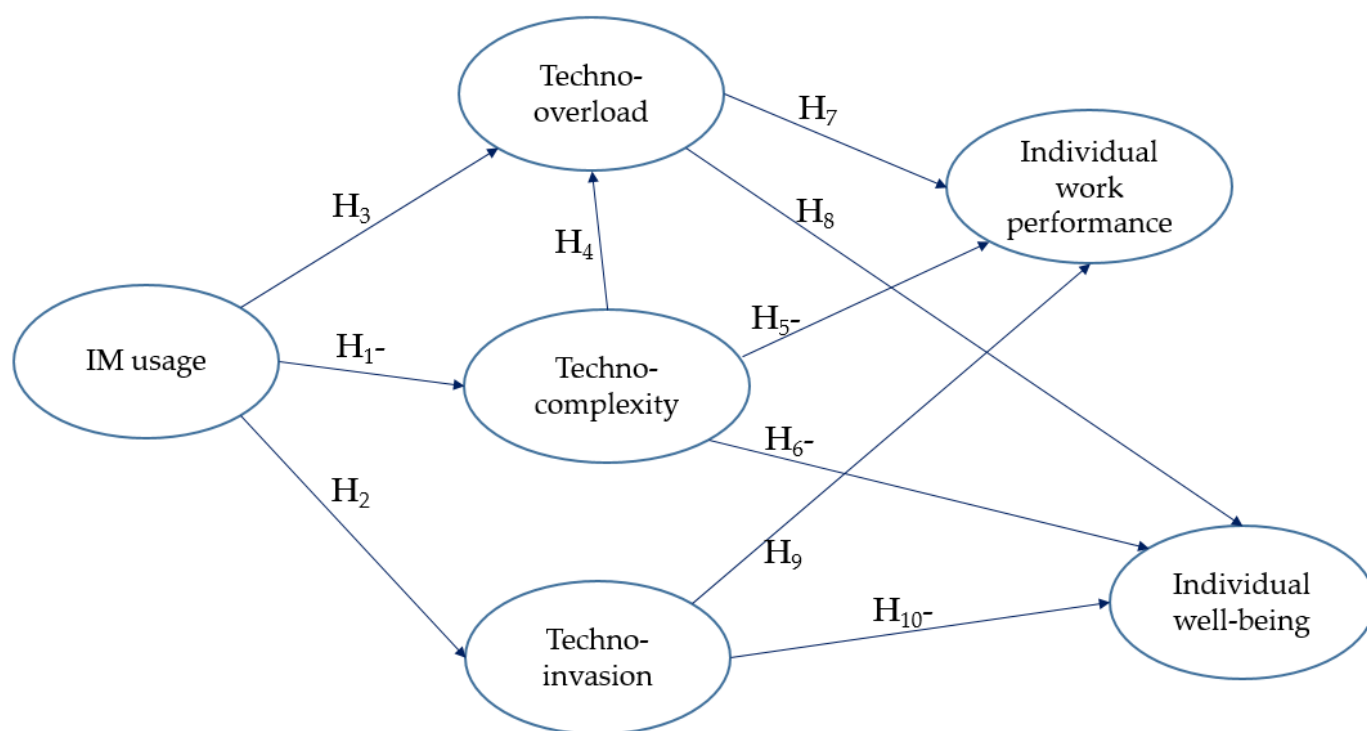 Techno-
overload
H₇
Individual
work
performance
H₃
H₈
H₄
IM usage
H₁-
Techno-
complexity
H₅-
H₆-
H₂
H₉
Techno-
invasion
H₁₀-
Individual
well-being